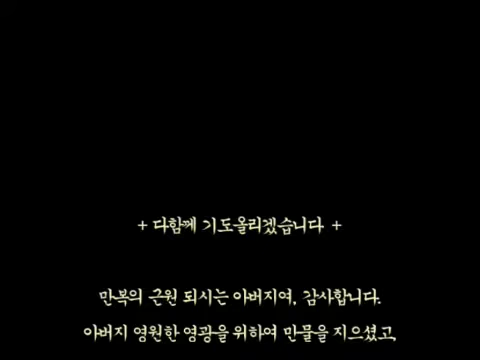 + 다함께 기도올리겠습니다 +
만복의 근원 되시는 아버지여, 감사합니다.
아버지 영원한 영광을 위하여 만물을 지으셨고,